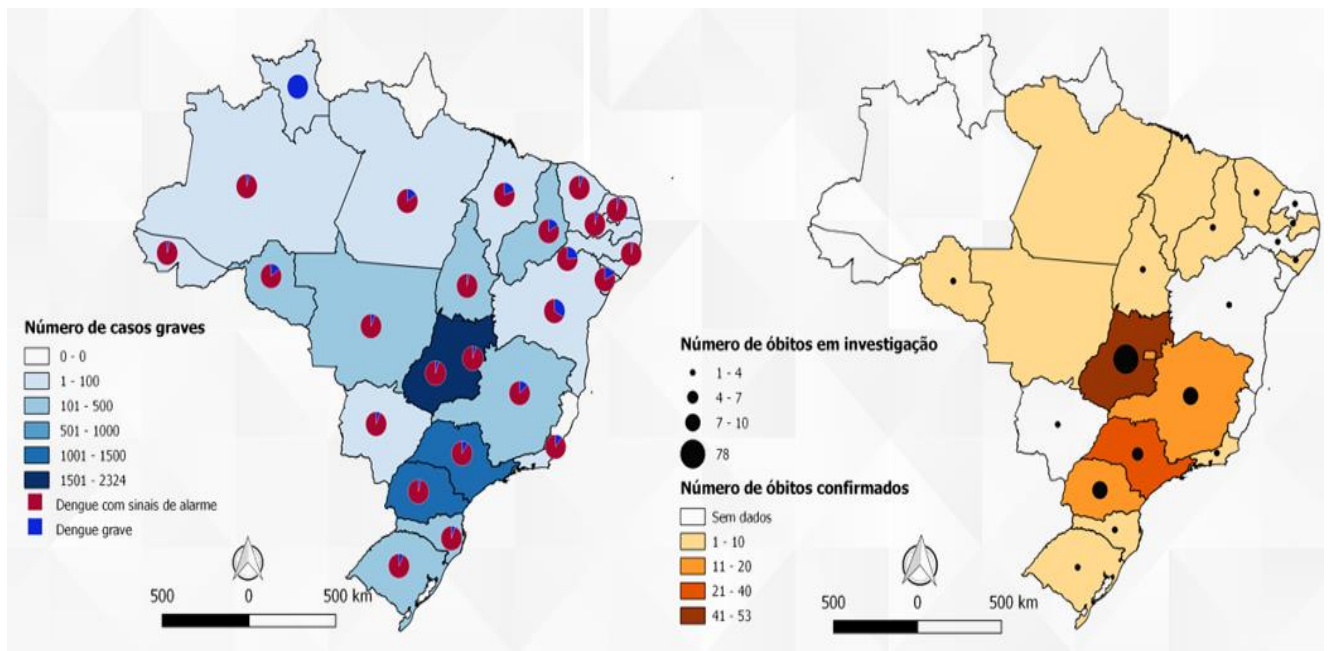 Número de casos graves
0 - 0
1 - 100
101 - 500
501 - 1000
1001 - 1500
1501 - 2324
Dengue com sinais de alarme
Dengue grave
500 0 500 km
Número de óbitos em investigação
1 - 4
4 - 7
7 - 10
78
Número de óbitos confirmados
Sem dados
1 - 10
11 - 20
21 - 40
41 - 53
500 0 500 km